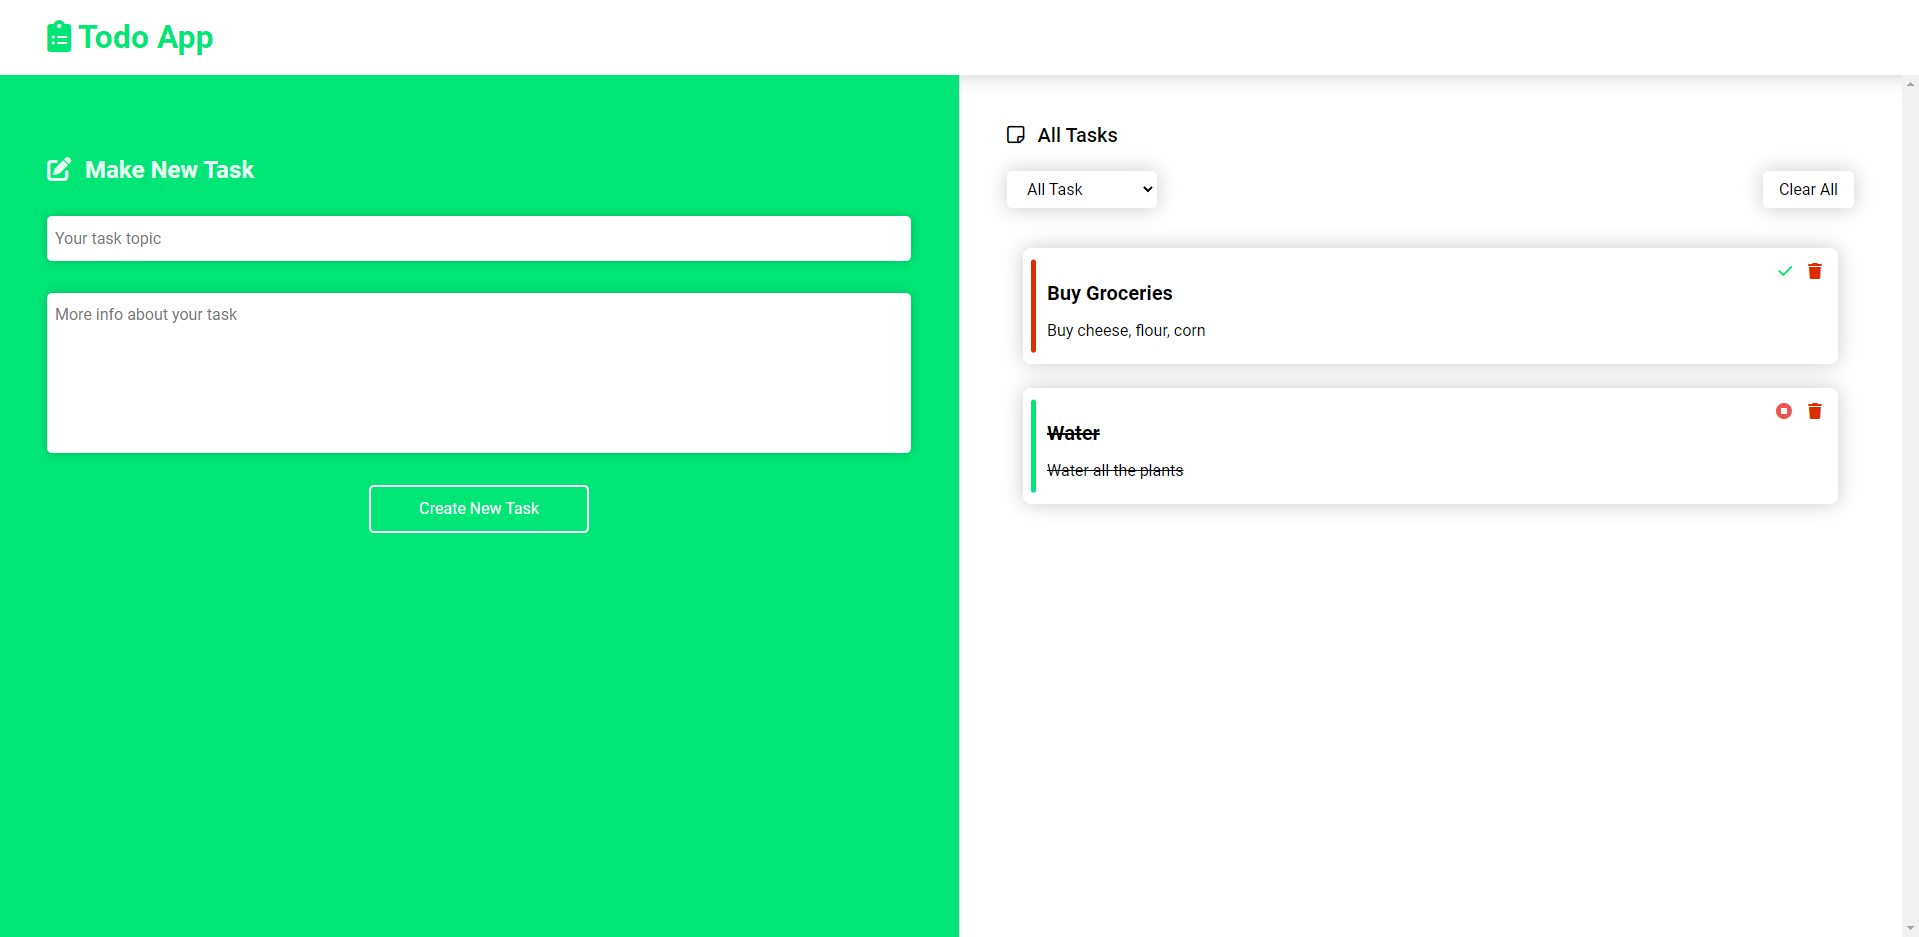 Todo App
Make New Task
Your task topic
More info about your task
Create New Task
All Tasks
All Task
Clear All
Buy Groceries
Buy cheese, flour, corn
Water
Water all the plants